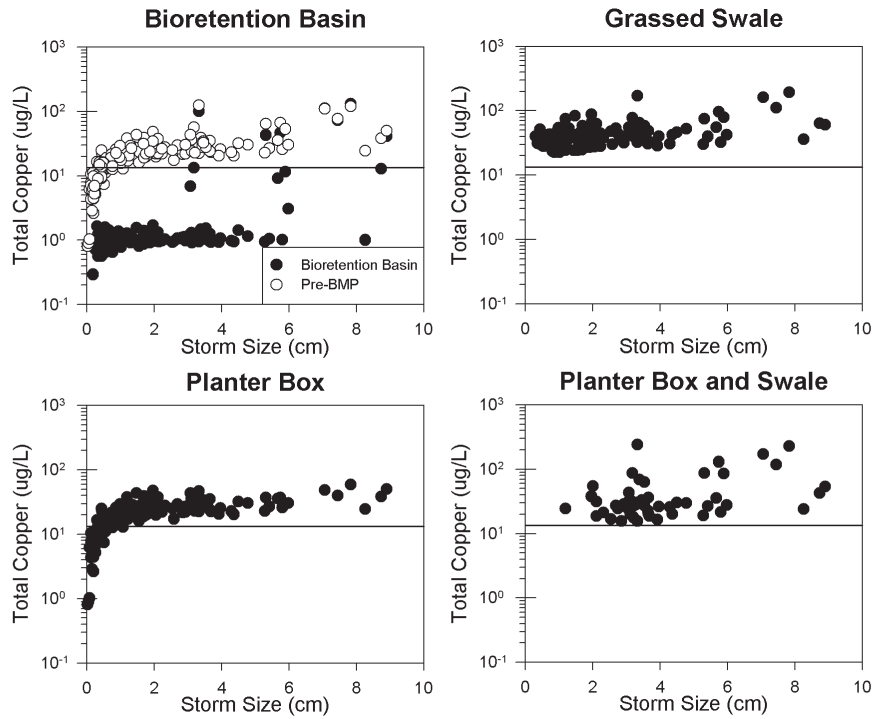 Bioretention Basin
Total Copper (ug/L)
10³
10²
10¹
10⁰
10⁻¹
0 2 4 6 8 10
Storm Size (cm)
Bioretention Basin
Pre-BMP
Grassed Swale
Total Copper (ug/L)
10³
10²
10¹
10⁰
10⁻¹
0 2 4 6 8 10
Storm Size (cm)
Planter Box
Total Copper (ug/L)
10³
10²
10¹
10⁰
10⁻¹
0 2 4 6 8 10
Storm Size (cm)
Planter Box and Swale
Total Copper (ug/L)
10³
10²
10¹
10⁰
10⁻¹
0 2 4 6 8 10
Storm Size (cm)